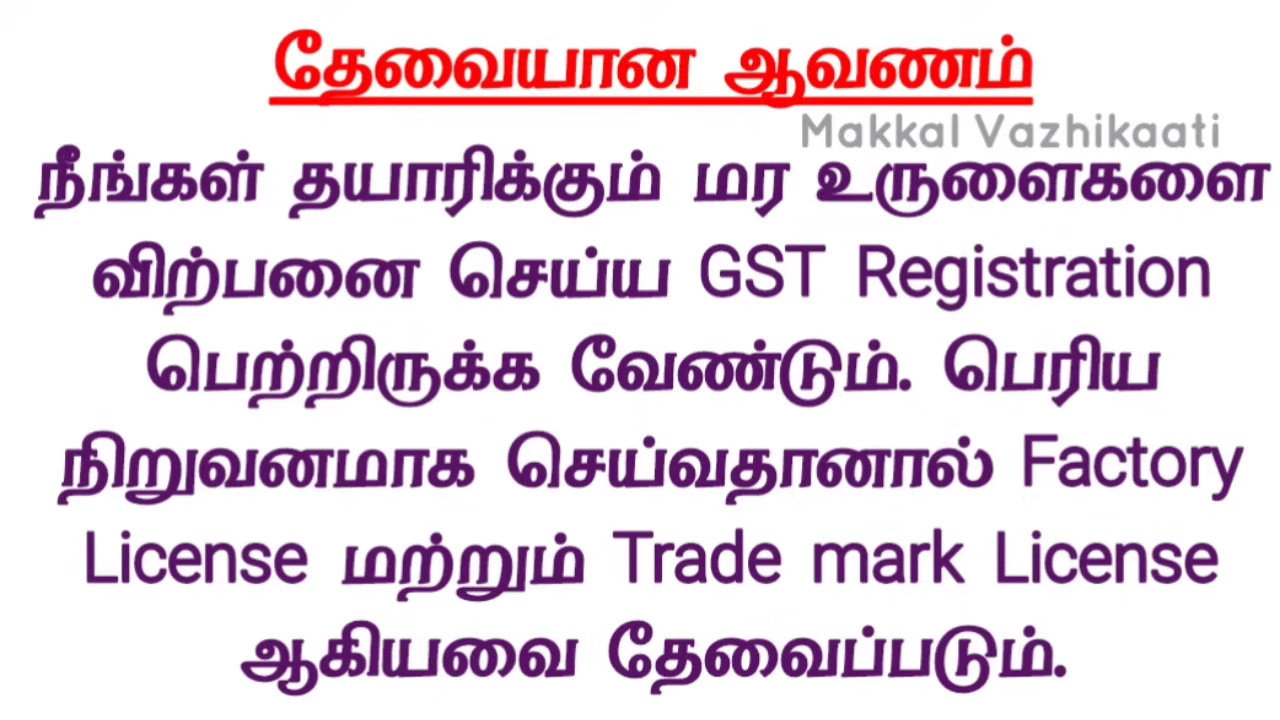 தேவையான ஆவணம்
Makkal Vazhikaati
நீங்கள் தயாரிக்கும் மர உருளைகளை
விற்பனை செய்ய GST Registration
பெற்றிருக்க வேண்டும். பெரிய
நிறுவனமாக செய்வதானால் Factory
License மற்றும் Trade mark License
ஆகியவை தேவைப்படும்.